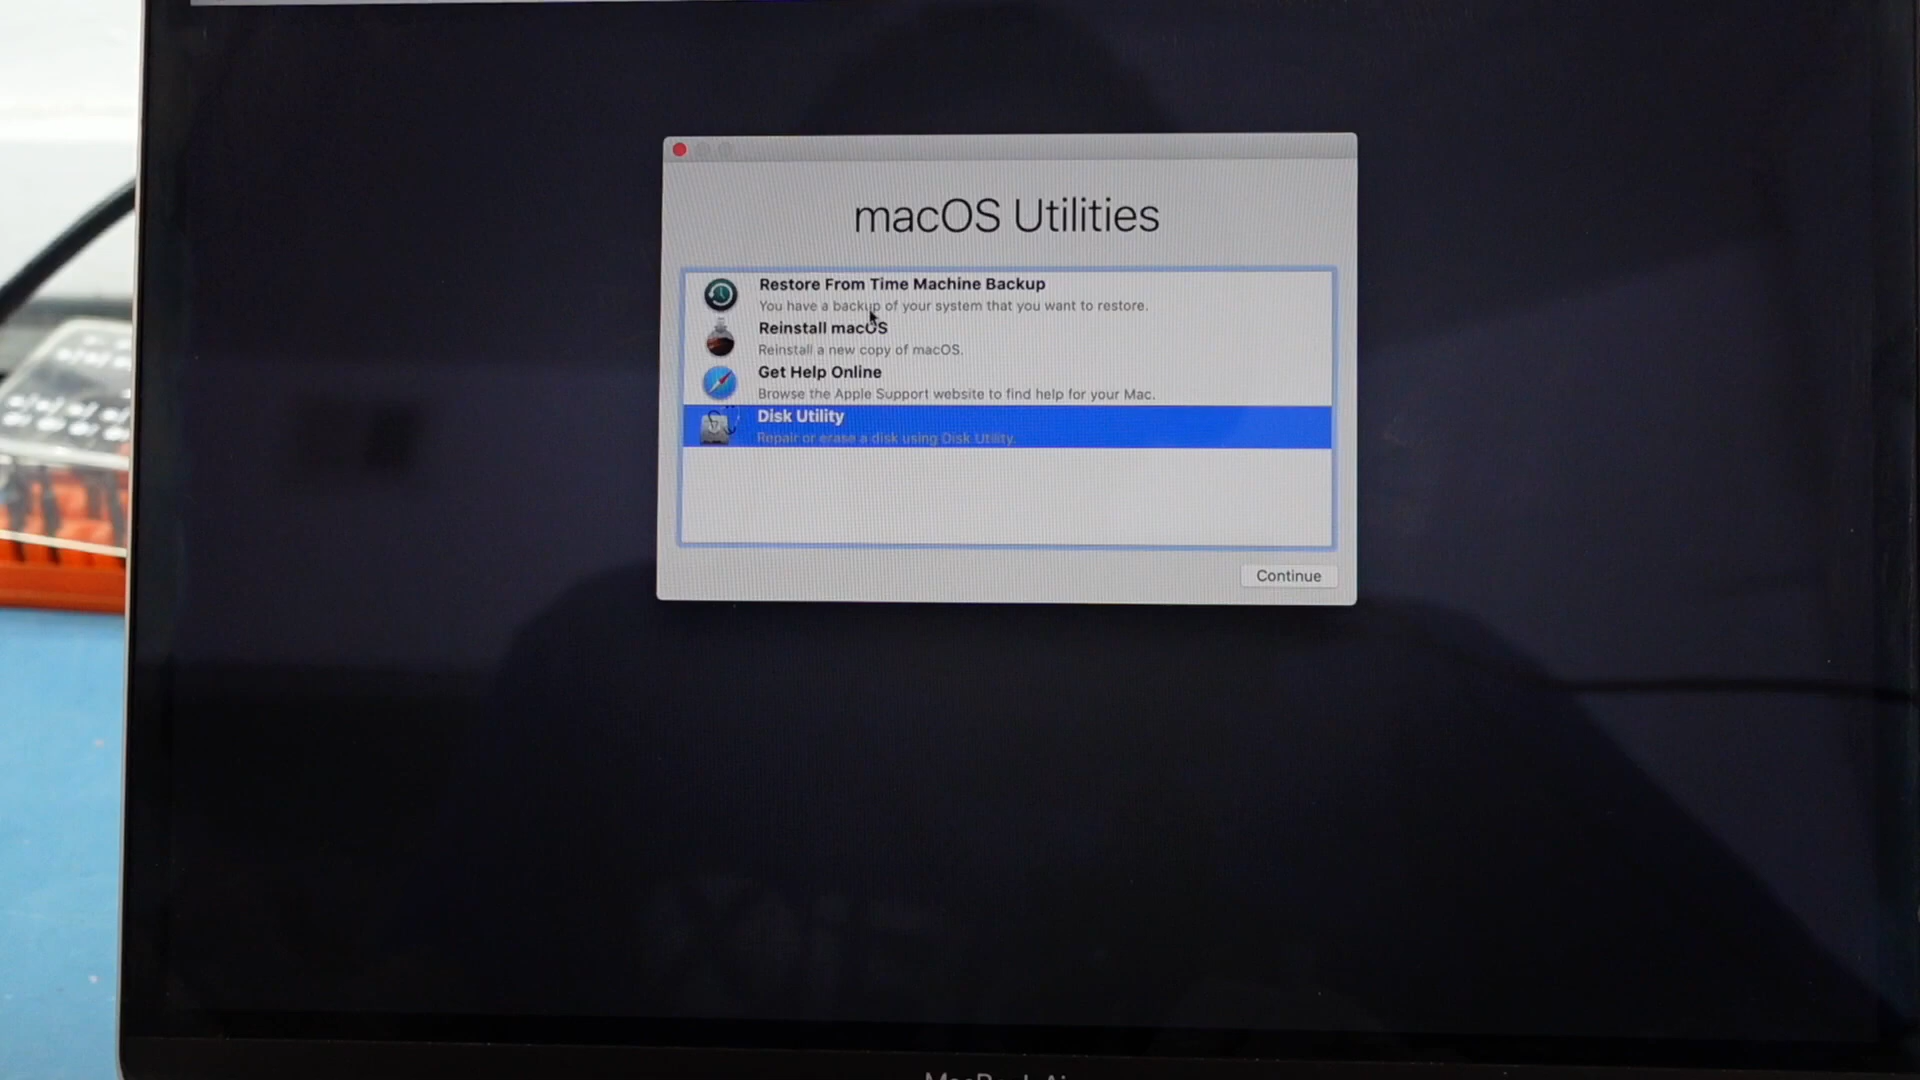 macOS Utilities
Restore From Time Machine Backup
You have a backup of your system that you want to restore.
Reinstall macOS
Reinstall a new copy of macOS.
Get Help Online
Browse the Apple Support website to find help for your Mac.
Disk Utility
Repair or erase a disk using Disk Utility.
Continue
MacBook Air